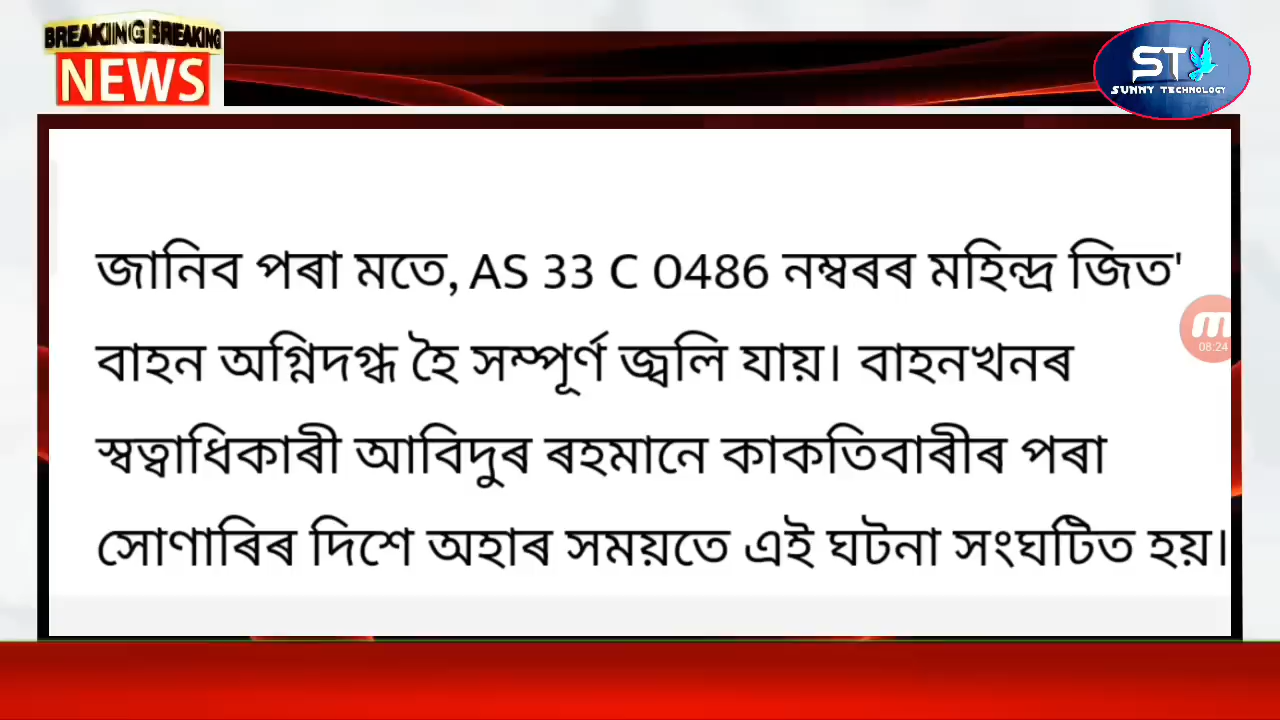 BREAKING BREAKING
NEWS
ST
SUNNY TECHNOLOGY
জানিব পৰা মতে, AS 33 C 0486 নম্বৰৰ মহিন্দ্ৰ জিত'
বাহন অগ্নিদগ্ধ হৈ সম্পূৰ্ণ জ্বলি যায়। বাহনখনৰ
স্বত্বাধিকাৰী আবিদুৰ ৰহমানে কাকতিবাৰীৰ পৰা
সোণাৰিৰ দিশে অহাৰ সময়তে এই ঘটনা সংঘটিত হয়।
08:24